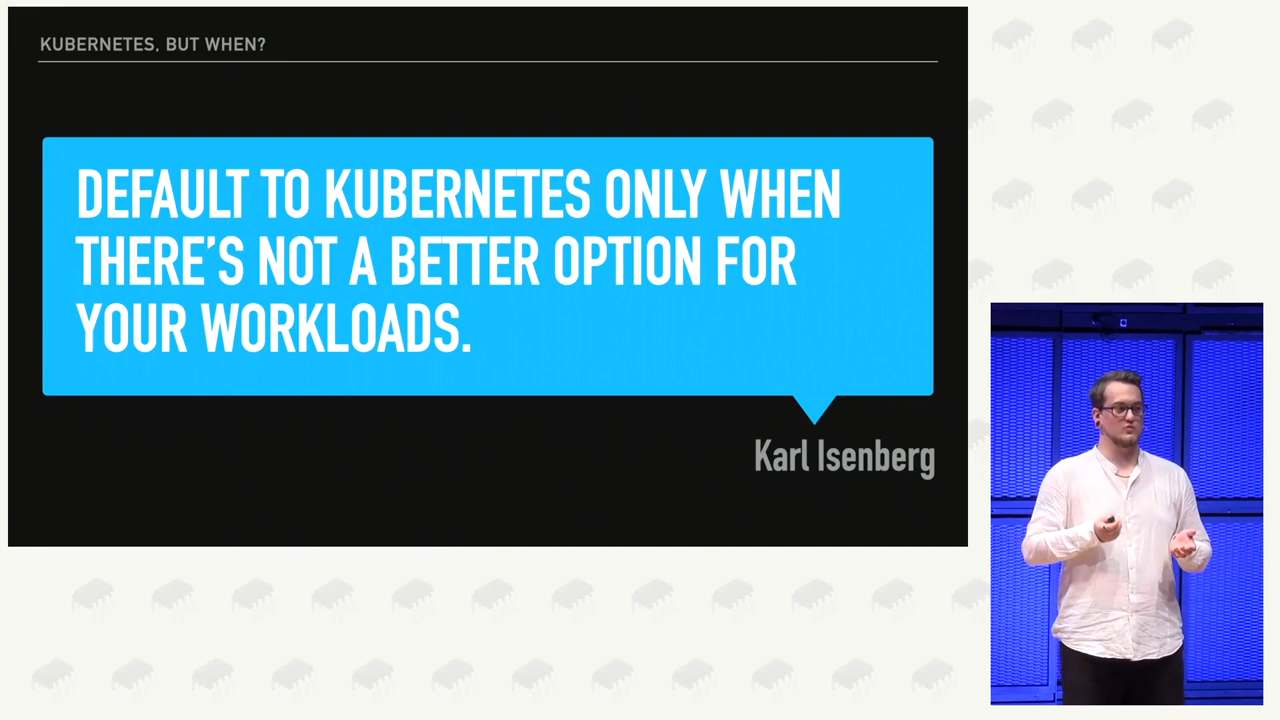 KUBERNETES, BUT WHEN?
DEFAULT TO KUBERNETES ONLY WHEN
THERE’S NOT A BETTER OPTION FOR
YOUR WORKLOADS.
Karl Isenberg